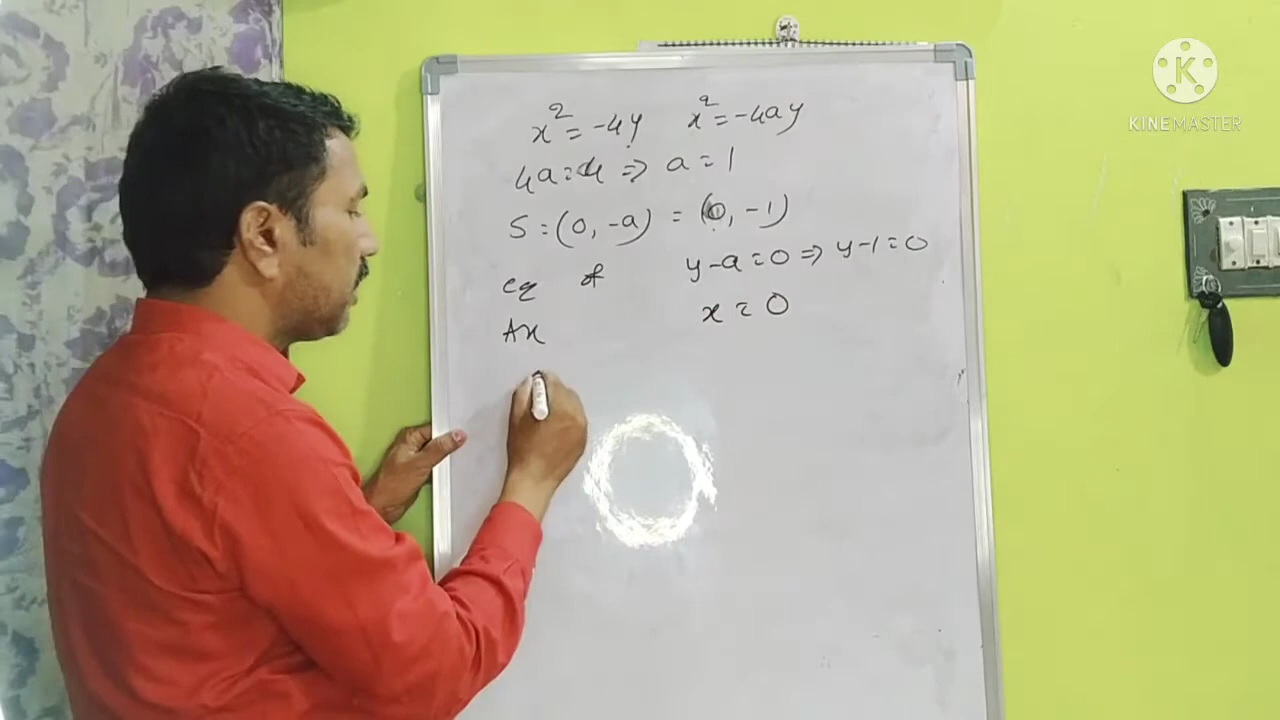 x² = -4y x² = -4ay
4a = 4 ⇒ a = 1
S = (0, -a) = (0, -1)
eq of y - a = 0 ⇒ y - 1 = 0
Ax x = 0
K
KINEMASTER